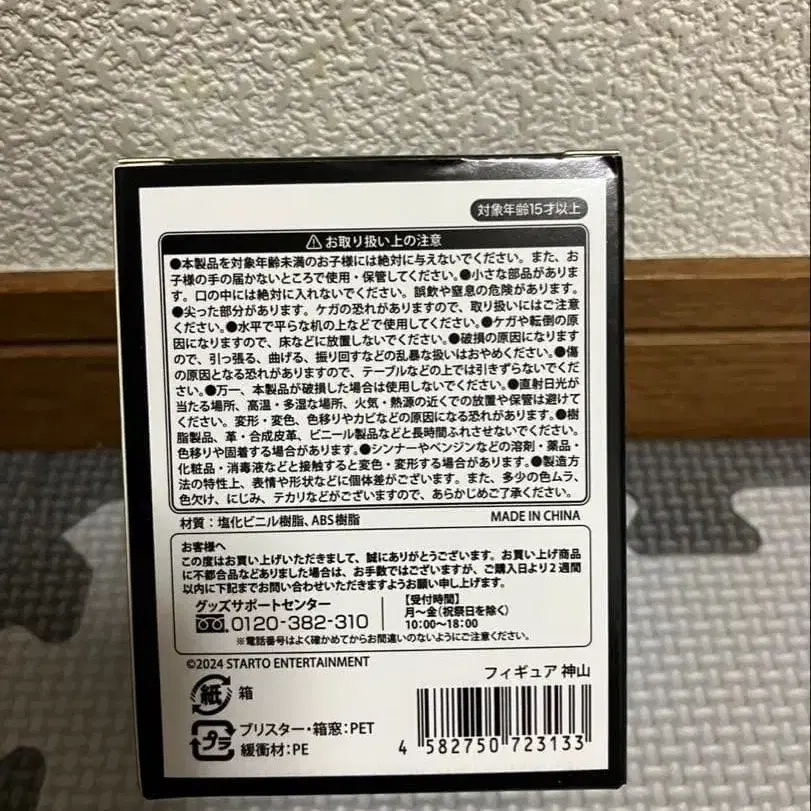 対象年齢15才以上
お取り扱い上の注意
●本製品を対象年齢未満のお子様には絶対に与えないでください。また、お
子様の手の届かないところで使用・保管してください。●小さな部品がありま
す。口の中には絶対に入れないでください。誤飲や窒息の危険があります。
●尖った部分があります。ケガの恐れがありますので、取り扱いにはご注意
ください。●水平で平らな机の上などで使用してください。●ケガや転倒の原
因になりますので、床などに放置しないでください。●破損の原因になります
ので、引っ張る、曲げる、振り回すなどの乱暴な扱いはおやめください。●傷
の原因となる恐れがありますので、テーブルなどの上では引きずらないでくだ
さい。●万一、本製品が破損した場合は使用しないでください。●直射日光が
当たる場所、高温・多湿な場所、火気・熱源の近くでの放置や保管は避けて
ください。変形・変色、色移りやカビなどの原因になる恐れがあります。●樹
脂製品、革・合成皮革、ビニール製品などと長時間ふれさせないでください。
色移りや固着する場合があります。●シンナーやベンジンなどの溶剤・薬品・
化粧品・消毒液などと接触すると変色・変形する場合があります。●製造方
法の特性上、表情や形状などに個体差がございます。また、多少の色ムラ、
色欠け、にじみ、テカリなどがございますので、あらかじめご了承ください。
材質：塩化ビニル樹脂、ABS樹脂 MADE IN CHINA
お客様へ
この度はお買い上げいただきまして、誠にありがとうございます。お買い上げ商品
に不都合品などありました場合は、お手数ではございますが、ご購入日より2週間
以内に下記までお問い合わせいただきますようお願い申し上げます。
グッズサポートセンター
0120-382-310
【受付時間】
月〜金(祝祭日を除く)
10:00〜18:00
※電話番号はよく確かめてからお間違いのないようにご注意ください。
©2024 STARTO ENTERTAINMENT
フィギュア 神山
紙 箱
プラ ブリスター・箱窓：PET
緩衝材：PE
4 582750 723133